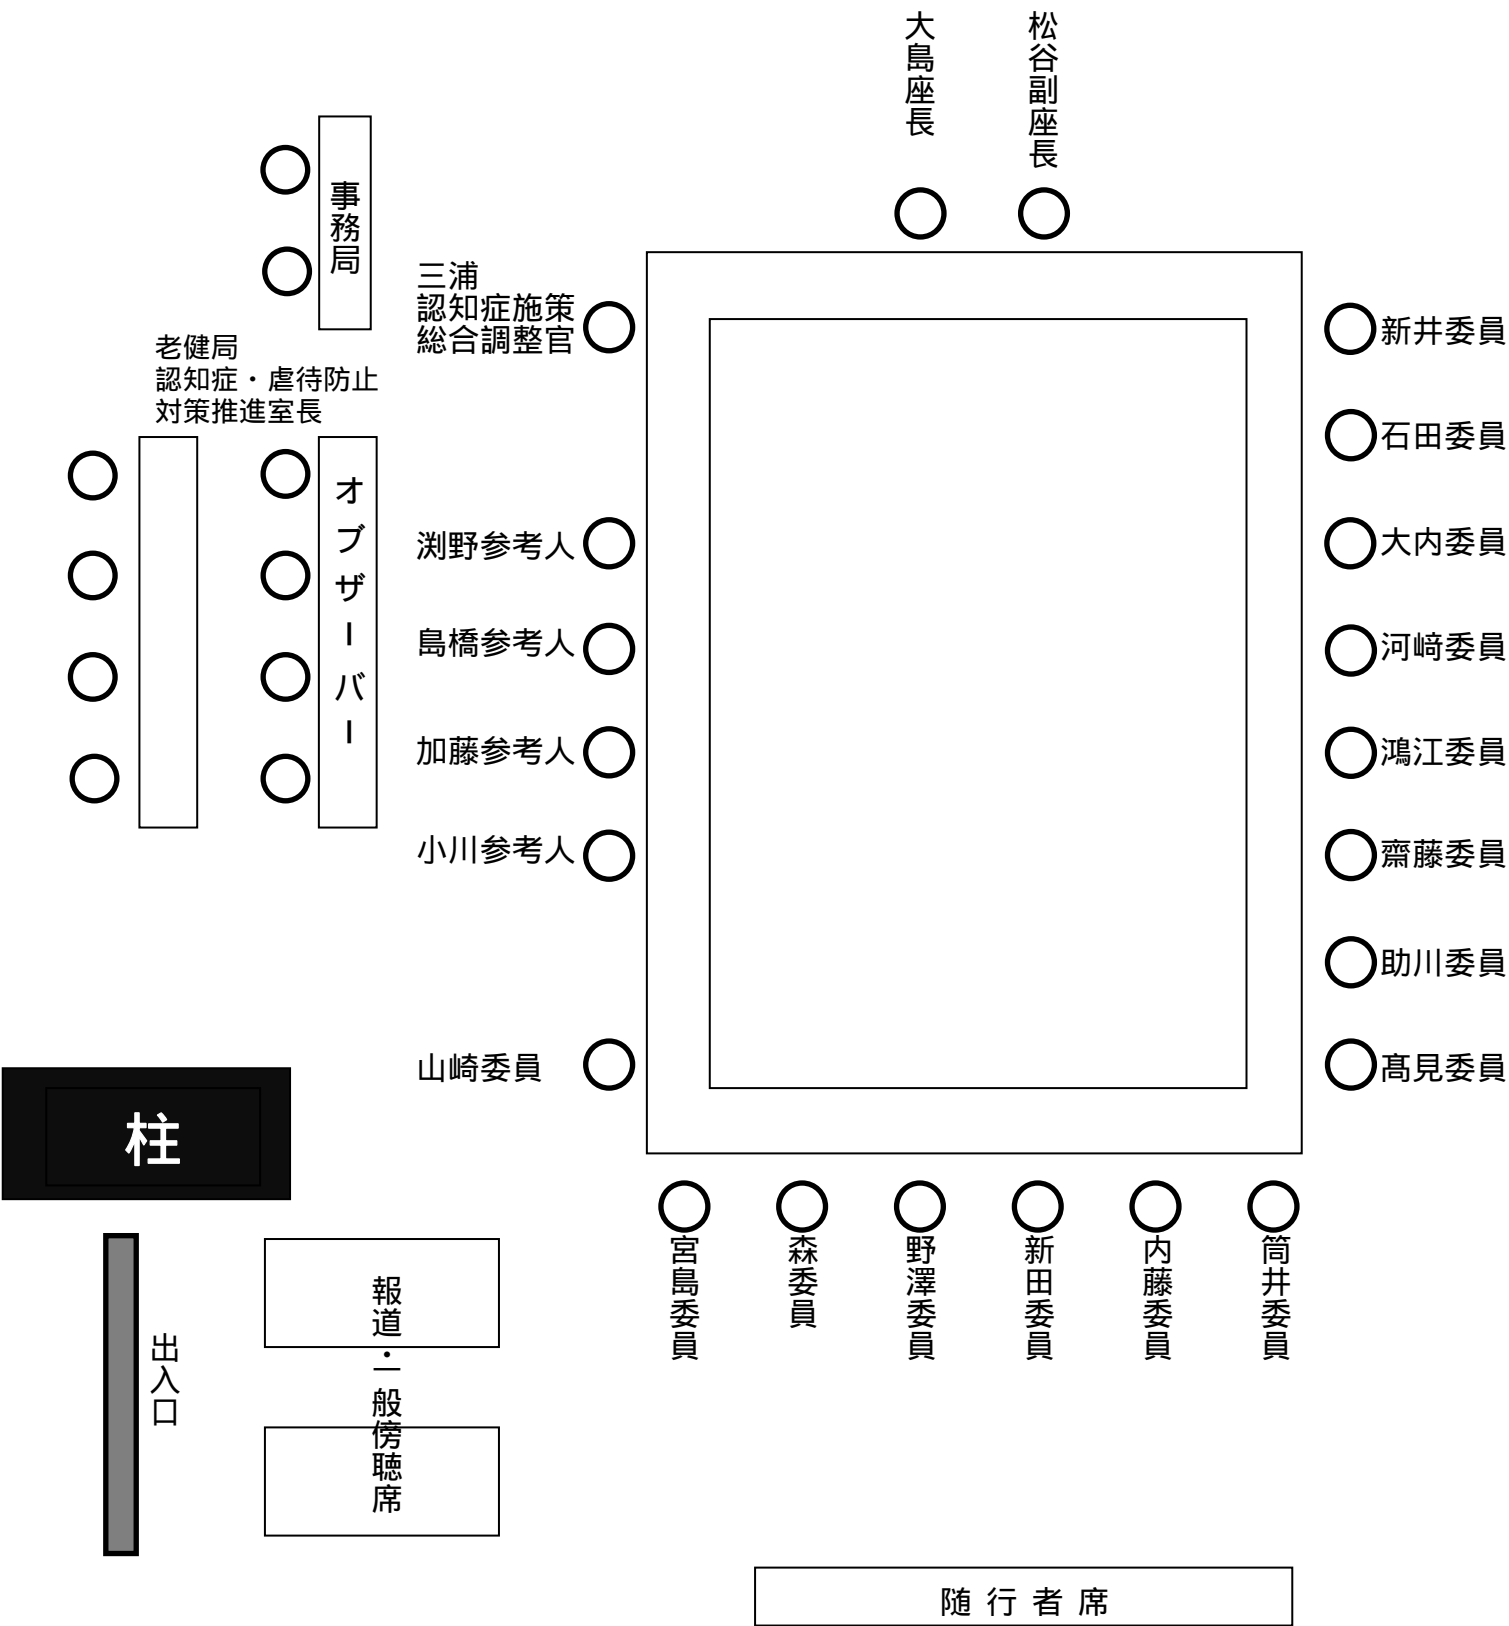 大島座長
松谷副座長
事務局
三浦
認知症施策
総合調整官
新井委員
老健局
認知症・虐待防止
対策推進室長
石田委員
オブザーバー
渕野参考人
大内委員
島橋参考人
河﨑委員
加藤参考人
鴻江委員
小川参考人
齋藤委員
助川委員
山崎委員
髙見委員
柱
宮島委員
森委員
野澤委員
新田委員
内藤委員
筒井委員
出入口
報道・一般傍聴席
随行者席